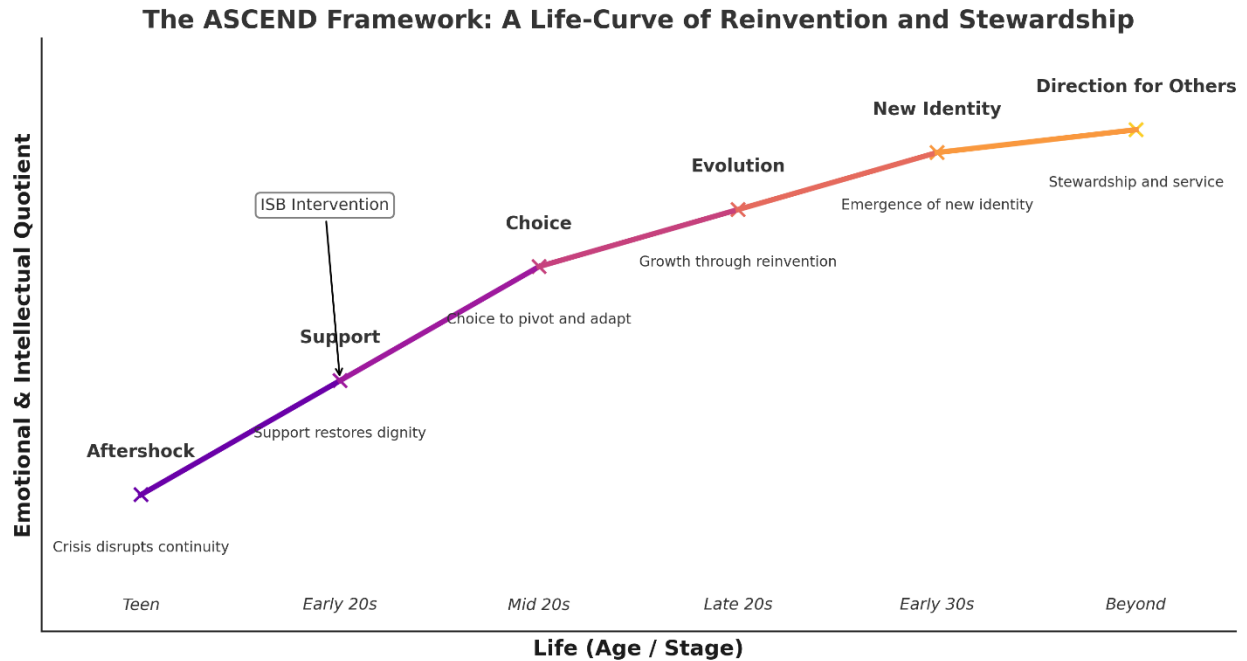 The ASCEND Framework: A Life-Curve of Reinvention and Stewardship
Emotional & Intellectual Quotient
Direction for Others
New Identity
Evolution
Stewardship and service
ISB Intervention
Emergence of new identity
Choice
Growth through reinvention
Choice to pivot and adapt
Support
Support restores dignity
Aftershock
Crisis disrupts continuity
Teen
Early 20s
Mid 20s
Late 20s
Early 30s
Beyond
Life (Age / Stage)